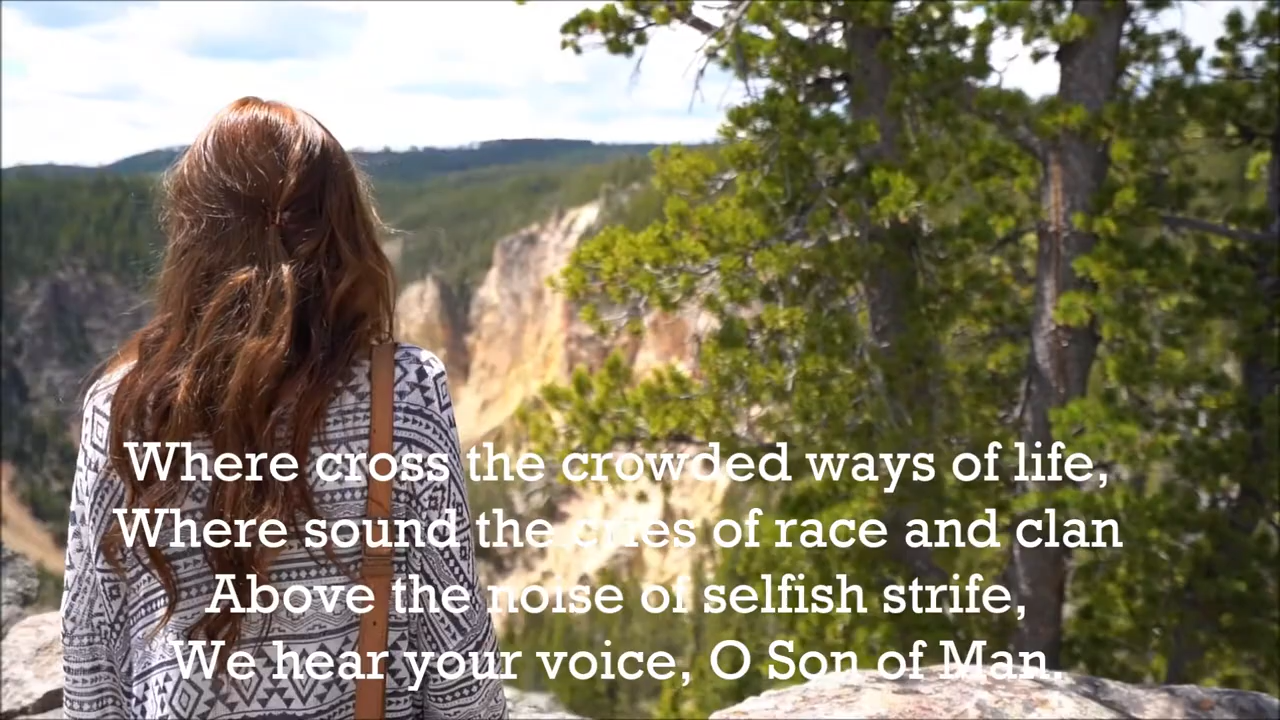 Where cross the crowded ways of life,
Where sound the cries of race and clan
Above the noise of selfish strife,
We hear your voice, O Son of Man.